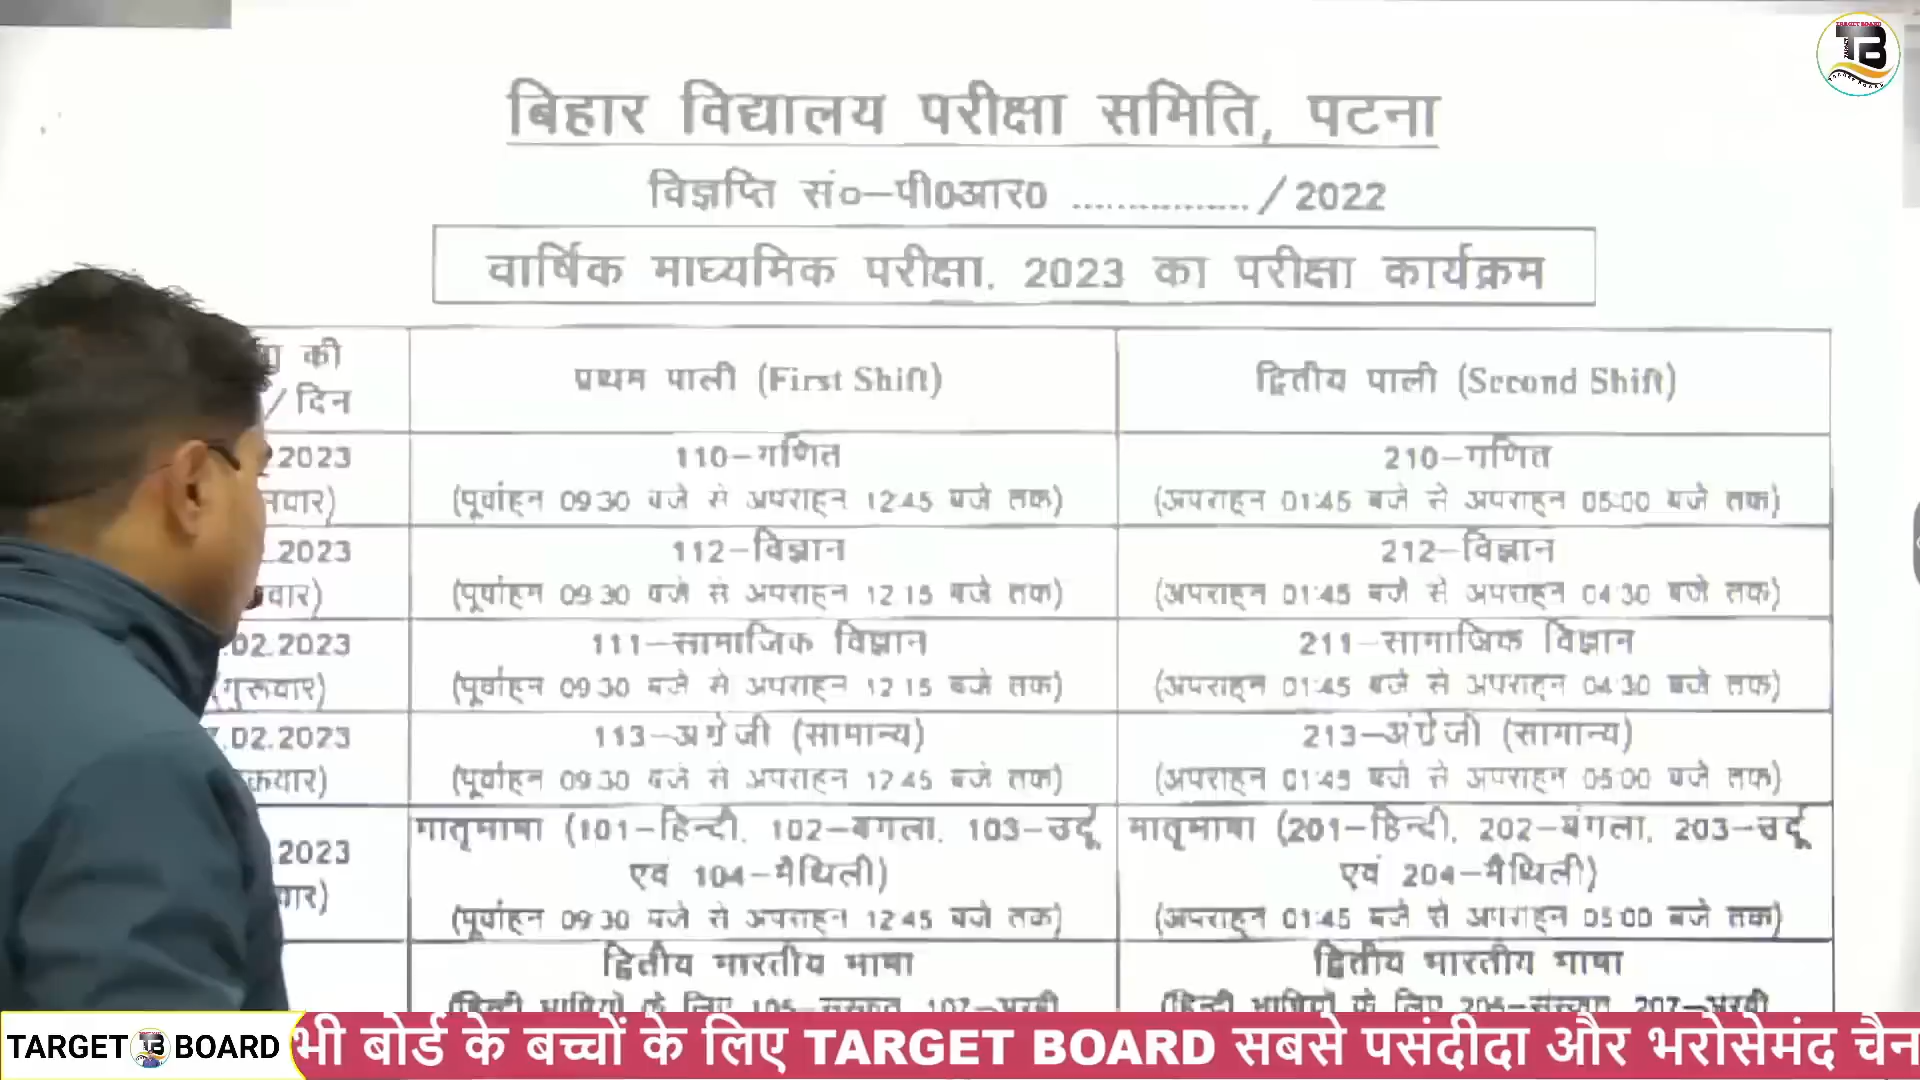 बिहार विद्यालय परीक्षा समिति, पटना
विज्ञप्ति सं०–पी0आर0 ................./2022
वार्षिक माध्यमिक परीक्षा, 2023 का परीक्षा कार्यक्रम
की
/दिन
प्रथम पाली (First Shift)
द्वितीय पाली (Second Shift)
.2023
110–गणित
210–गणित
(पूर्वाहन 09:30 बजे से अपराहन 12:45 बजे तक)
(अपराहन 01:45 बजे से अपराहन 05:00 बजे तक)
.2023
112–विज्ञान
212–विज्ञान
(पूर्वाहन 09:30 बजे से अपराहन 12:15 बजे तक)
(अपराहन 01:45 बजे से अपराहन 04:30 बजे तक)
.02.2023
111–सामाजिक विज्ञान
211–सामाजिक विज्ञान
(गुरूवार)
(पूर्वाहन 09:30 बजे से अपराहन 12:15 बजे तक)
(अपराहन 01:45 बजे से अपराहन 04:30 बजे तक)
.02.2023
113–अंग्रेजी (सामान्य)
213–अंग्रेजी (सामान्य)
(पूर्वाहन 09:30 बजे से अपराहन 12:45 बजे तक)
(अपराहन 01:45 बजे से अपराहन 05:00 बजे तक)
मातृभाषा (101–हिन्दी, 102–बंगला, 103–उर्दू
एवं 104–मैथिली)
मातृभाषा (201–हिन्दी, 202–बंगला, 203–उर्दू
एवं 204–मैथिली)
.2023
(पूर्वाहन 09:30 बजे से अपराहन 12:45 बजे तक)
(अपराहन 01:45 बजे से अपराहन 05:00 बजे तक)
द्वितीय भारतीय भाषा
द्वितीय भारतीय भाषा
(हिन्दी भाषियों के लिए 105–संस्कृत, 107–अरबी
(हिन्दी भाषियों के लिए 205–संस्कृत, 207–अरबी
TARGET BOARD
भी बोर्ड के बच्चों के लिए TARGET BOARD सबसे पसंदीदा और भरोसेमंद चैन